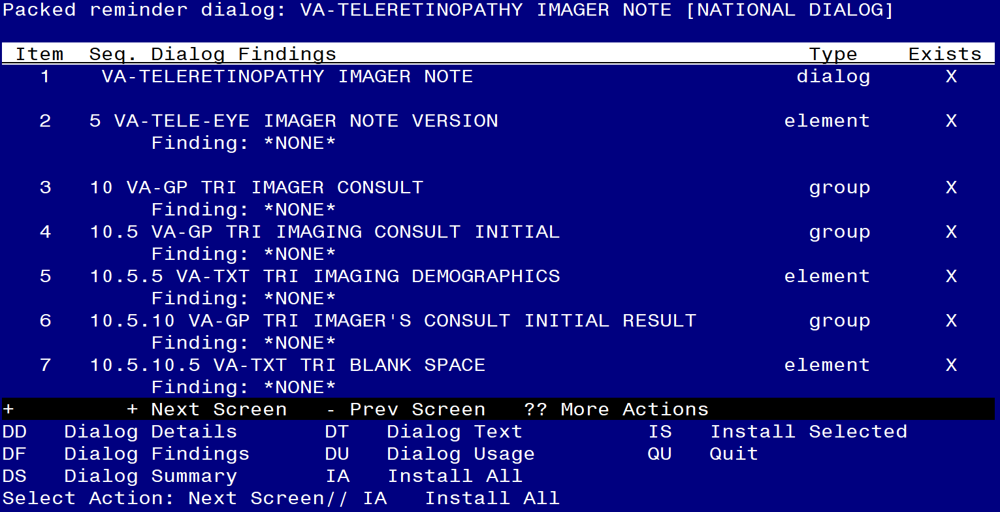 Packed reminder dialog: VA-TELERETINOPATHY IMAGER NOTE [NATIONAL DIALOG]
Item Seq. Dialog Findings Type Exists
1 VA-TELERETINOPATHY IMAGER NOTE dialog X
2 5 VA-TELE-EYE IMAGER NOTE VERSION element X
Finding: *NONE*
3 10 VA-GP TRI IMAGER CONSULT group X
Finding: *NONE*
4 10.5 VA-GP TRI IMAGING CONSULT INITIAL group X
Finding: *NONE*
5 10.5.5 VA-TXT TRI IMAGING DEMOGRAPHICS element X
Finding: *NONE*
6 10.5.10 VA-GP TRI IMAGER'S CONSULT INITIAL RESULT group X
Finding: *NONE*
7 10.5.10.5 VA-TXT TRI BLANK SPACE element X
Finding: *NONE*
+ + Next Screen - Prev Screen ?? More Actions
DD Dialog Details DT Dialog Text IS Install Selected
DF Dialog Findings DU Dialog Usage QU Quit
DS Dialog Summary IA Install All
Select Action: Next Screen// IA Install All